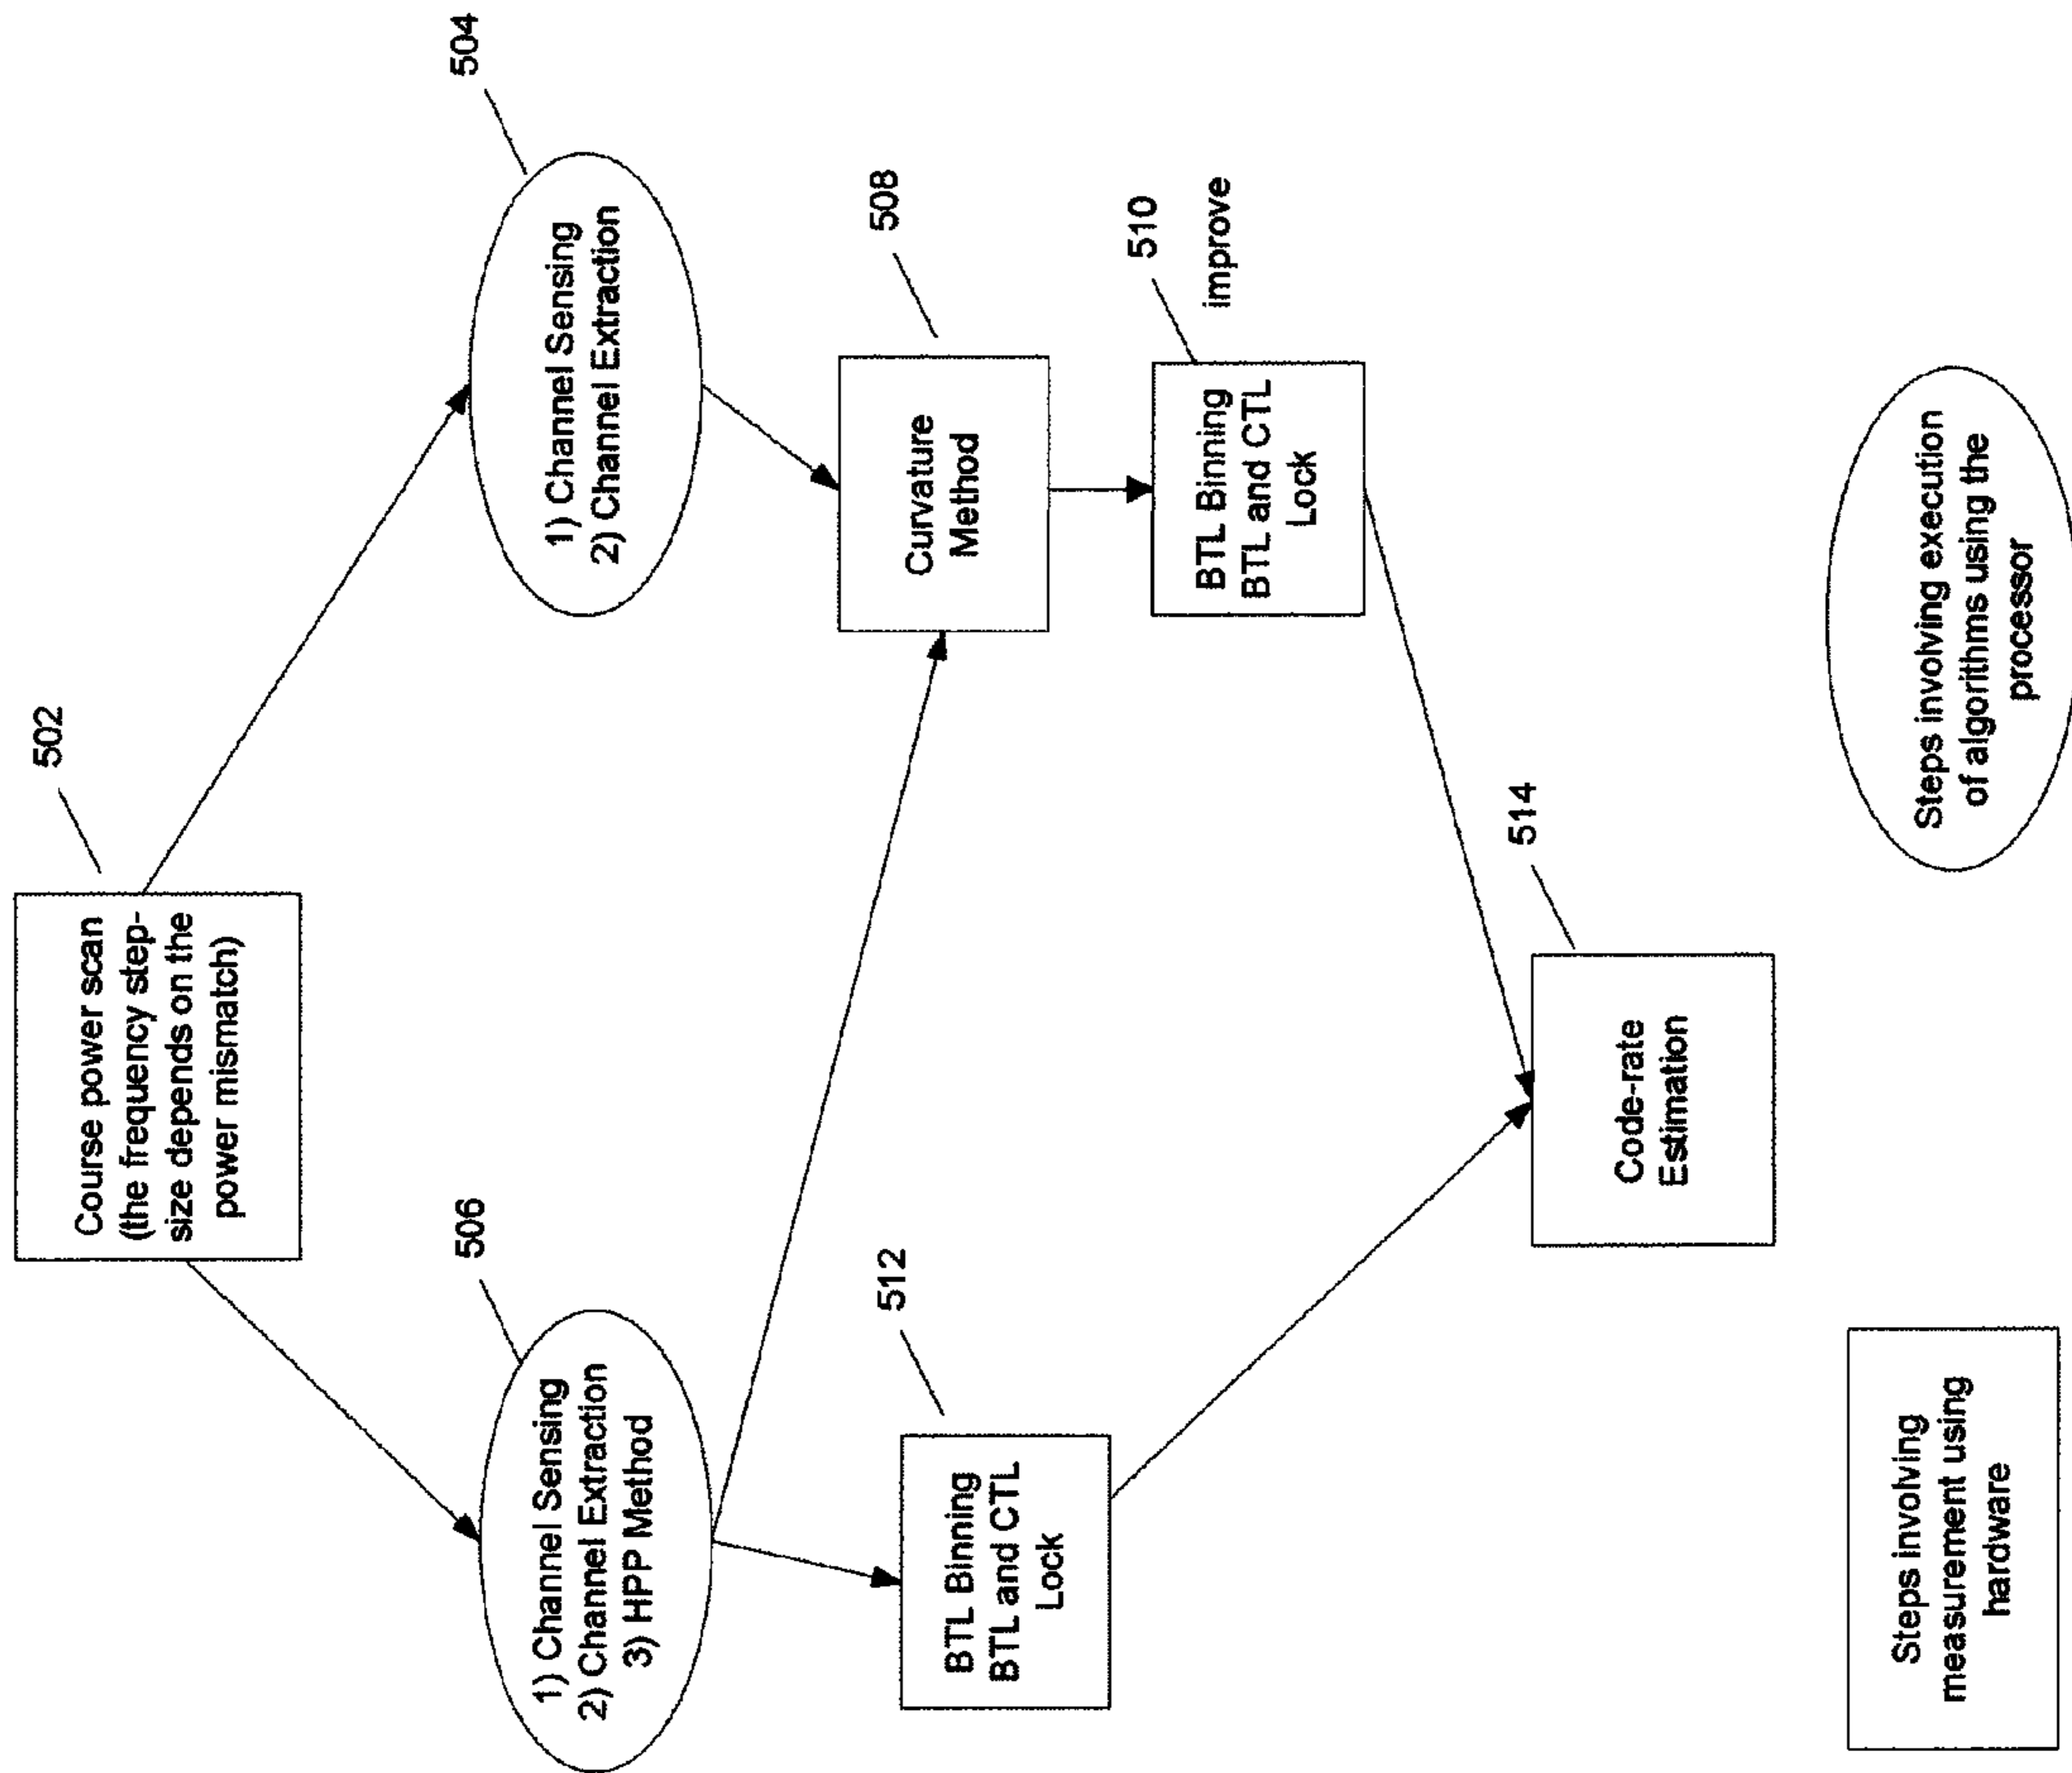 502
Course power scan
(the frequency step-
size depends on the
power mismatch)
504
1) Channel Sensing
2) Channel Extraction
506
1) Channel Sensing
2) Channel Extraction
3) HPP Method
508
Curvature
Method
510
improve
BTL Binning
BTL and CTL
Lock
512
BTL Binning
BTL and CTL
Lock
514
Code-rate
Estimation
Steps involving
measurement using
hardware
Steps involving execution
of algorithms using the
processor